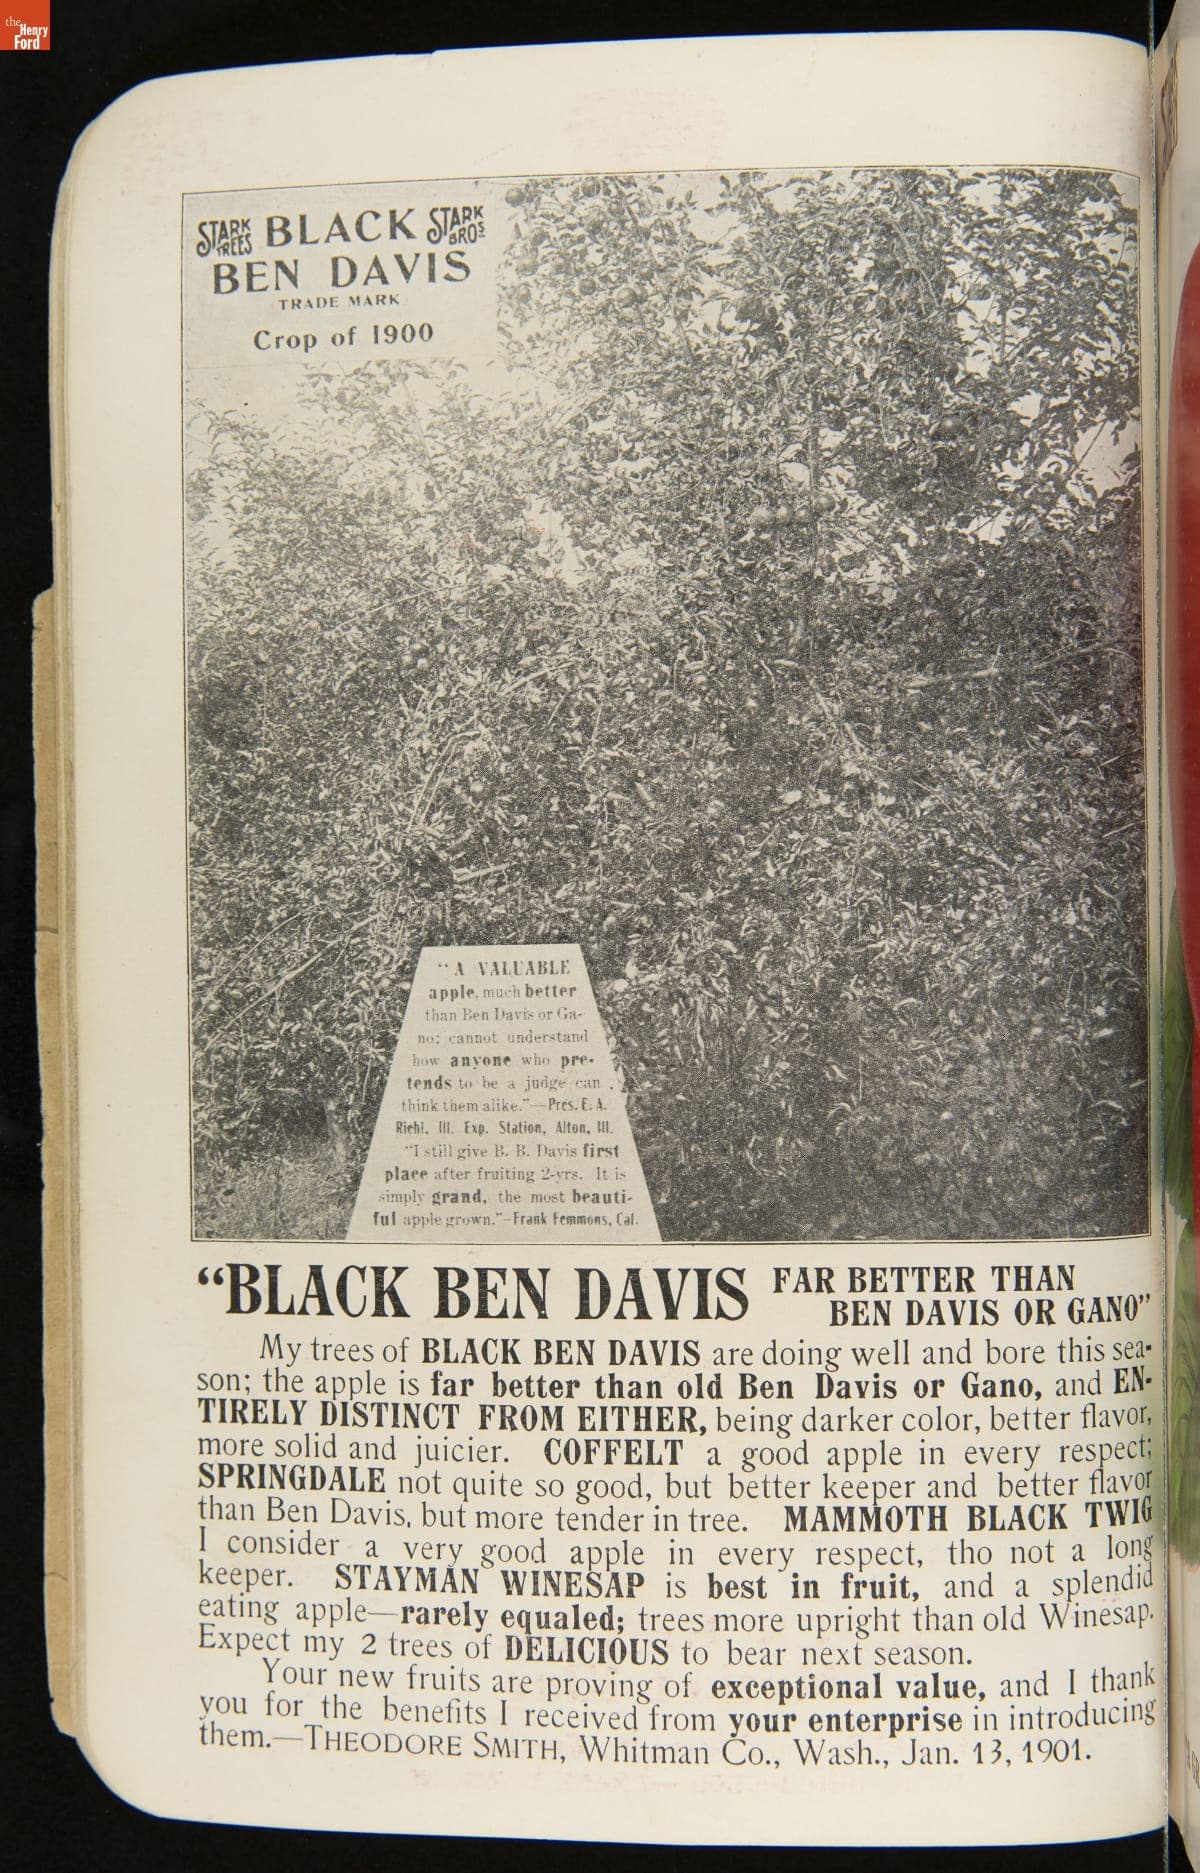 the
Henry
Ford
STARK TREES BLACK STARK BRO'S
BEN DAVIS
TRADE MARK
Crop of 1900
"A VALUABLE
apple, much better
than Ben Davis or Ga-
no; cannot understand
how anyone who pre-
tends to be a judge can
think them alike."—Pres. E. A.
Riehl, Ill. Exp. Station, Alton, Ill.
"I still give B. B. Davis first
place after fruiting 2-yrs. It is
simply grand, the most beauti-
ful apple grown."—Frank Femmons, Cal.
"BLACK BEN DAVIS FAR BETTER THAN
BEN DAVIS OR GANO"
My trees of BLACK BEN DAVIS are doing well and bore this sea-
son; the apple is far better than old Ben Davis or Gano, and EN-
TIRELY DISTINCT FROM EITHER, being darker color, better flavor,
more solid and juicier. COFFELT a good apple in every respect;
SPRINGDALE not quite so good, but better keeper and better flavor
than Ben Davis, but more tender in tree. MAMMOTH BLACK TWIG
I consider a very good apple in every respect, tho not a long
keeper. STAYMAN WINESAP is best in fruit, and a splendid
eating apple—rarely equaled; trees more upright than old Winesap.
Expect my 2 trees of DELICIOUS to bear next season.
Your new fruits are proving of exceptional value, and I thank
you for the benefits I received from your enterprise in introducing
them.—THEODORE SMITH, Whitman Co., Wash., Jan. 13, 1901.